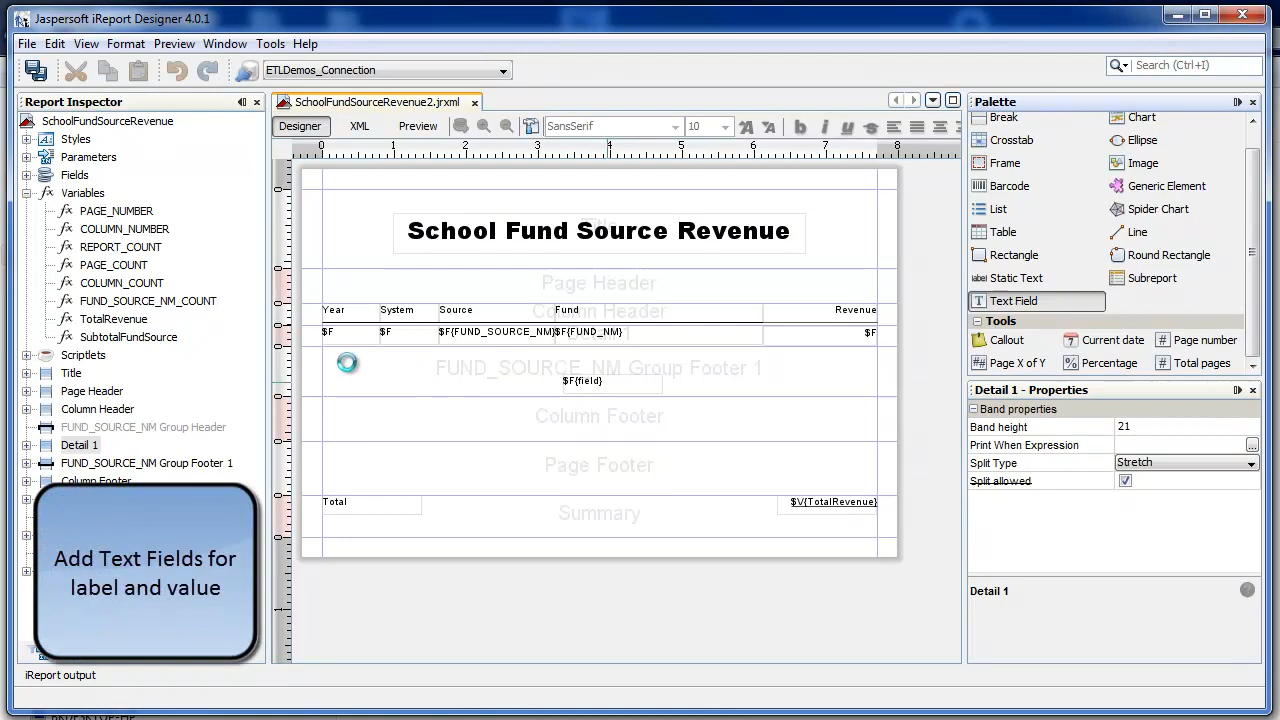 Jaspersoft iReport Designer 4.0.1
File Edit View Format Preview Window Tools Help
ETLDemos_Connection
Search (Ctrl+I)
Report Inspector
SchoolFundSourceRevenue2.jrxml
Palette
SchoolFundSourceRevenue
Designer XML Preview SansSerif 10
Break Chart
Styles
Crosstab Ellipse
Parameters
Frame Image
Fields
Barcode Generic Element
Variables
List Spider Chart
PAGE_NUMBER
Table Line
COLUMN_NUMBER
Rectangle Round Rectangle
REPORT_COUNT
Static Text Subreport
PAGE_COUNT
Text Field
COLUMN_COUNT
Tools
FUND_SOURCE_NM_COUNT
Callout Current date Page number
TotalRevenue
Page X of Y Percentage Total pages
SubtotalFundSource
Scriptlets
Title
Page Header
Column Header
FUND_SOURCE_NM Group Header
Detail 1
FUND_SOURCE_NM Group Footer 1
Column Footer
0 1 2 3 4 5 6 7 8
Title
School Fund Source Revenue
Page Header
Column Header
Year System Source Fund Revenue
$F $F $F{FUND_SOURCE_NM} $F{FUND_NM} $F
FUND_SOURCE_NM Group Footer 1
$F{field}
Column Footer
Page Footer
Total $V{TotalRevenue}
Summary
Detail 1 - Properties
Band properties
Band height 21
Print When Expression ...
Split Type Stretch
Split allowed
Detail 1
Add Text Fields for
label and value
iReport output